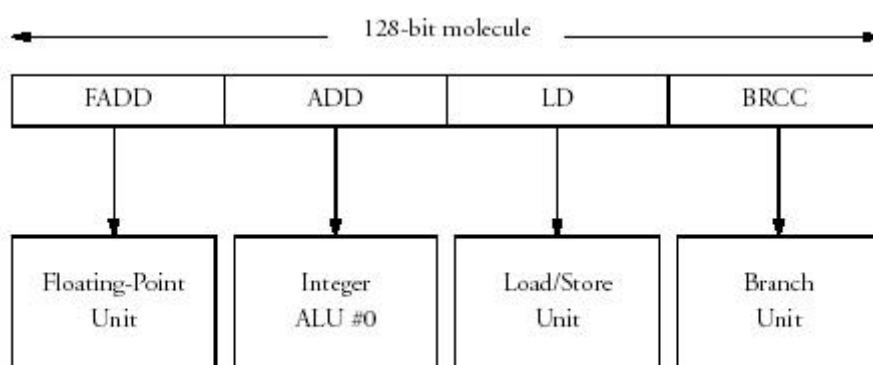 128-bit molecule
FADD
ADD
LD
BRCC
Floating-Point
Unit
Integer
ALU #0
Load/Store
Unit
Branch
Unit